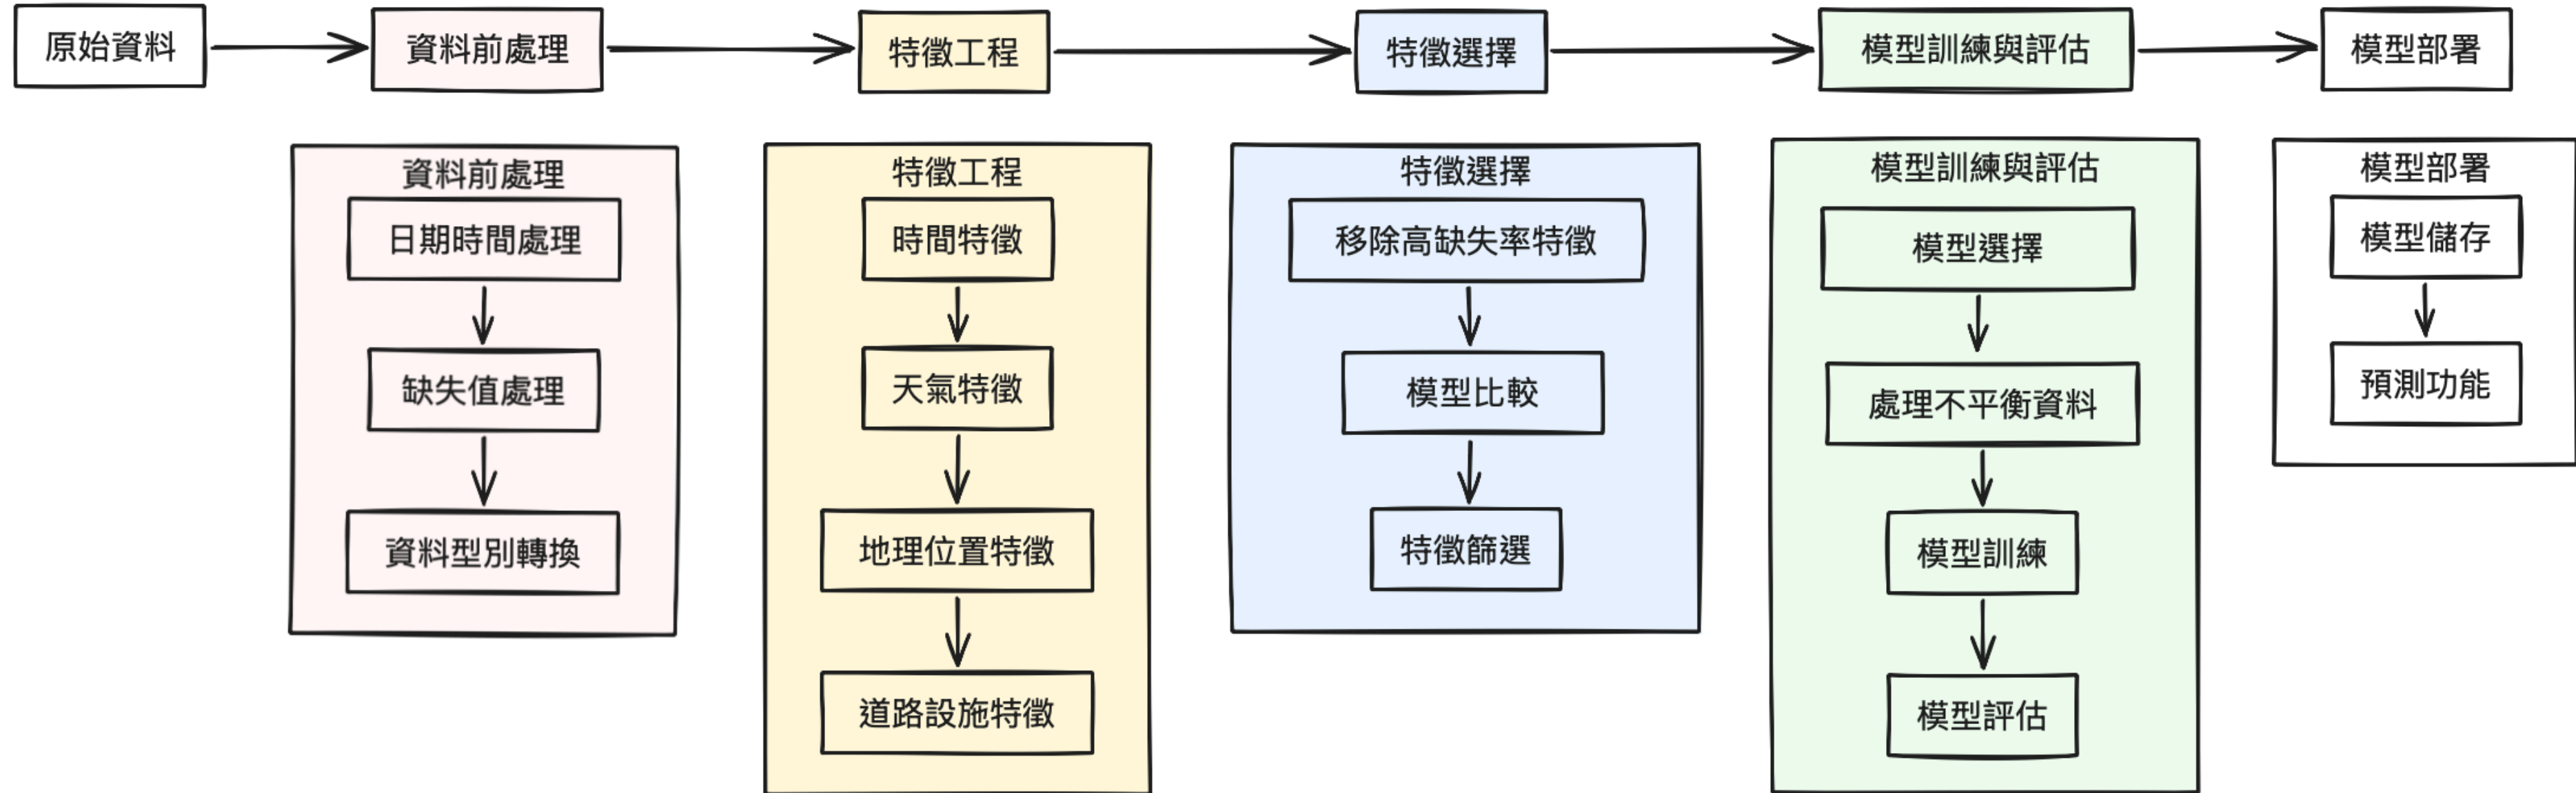 原始資料
資料前處理
特徵工程
特徵選擇
模型訓練與評估
模型部署
資料前處理
日期時間處理
缺失值處理
資料型別轉換
特徵工程
時間特徵
天氣特徵
地理位置特徵
道路設施特徵
特徵選擇
移除高缺失率特徵
模型比較
特徵篩選
模型訓練與評估
模型選擇
處理不平衡資料
模型訓練
模型評估
模型部署
模型儲存
預測功能